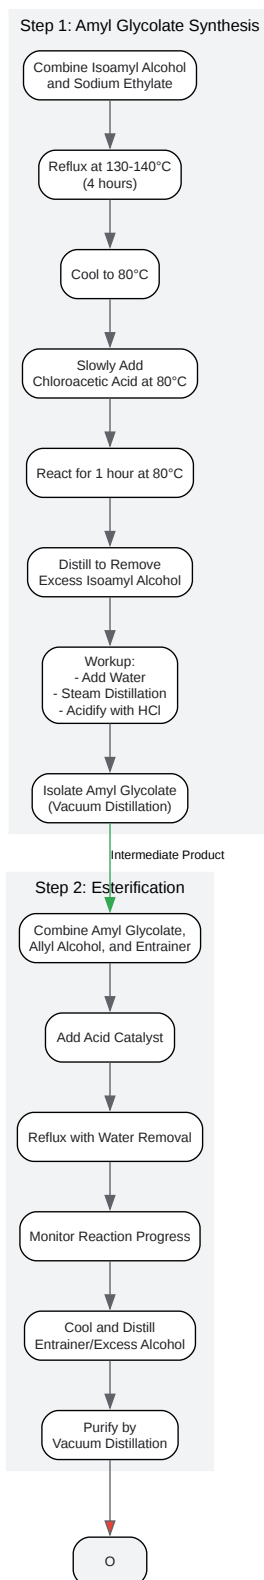 Step 1: Amyl Glycolate Synthesis
Combine Isoamyl Alcohol
and Sodium Ethylate
Reflux at 130-140°C
(4 hours)
Cool to 80°C
Slowly Add
Chloroacetic Acid at 80°C
React for 1 hour at 80°C
Distill to Remove
Excess Isoamyl Alcohol
Workup:
- Add Water
- Steam Distillation
- Acidify with HCl
Isolate Amyl Glycolate
(Vacuum Distillation)
Intermediate Product
Step 2: Esterification
Combine Amyl Glycolate,
Allyl Alcohol, and Entrainer
Add Acid Catalyst
Reflux with Water Removal
Monitor Reaction Progress
Cool and Distill
Entrainer/Excess Alcohol
Purify by
Vacuum Distillation
O